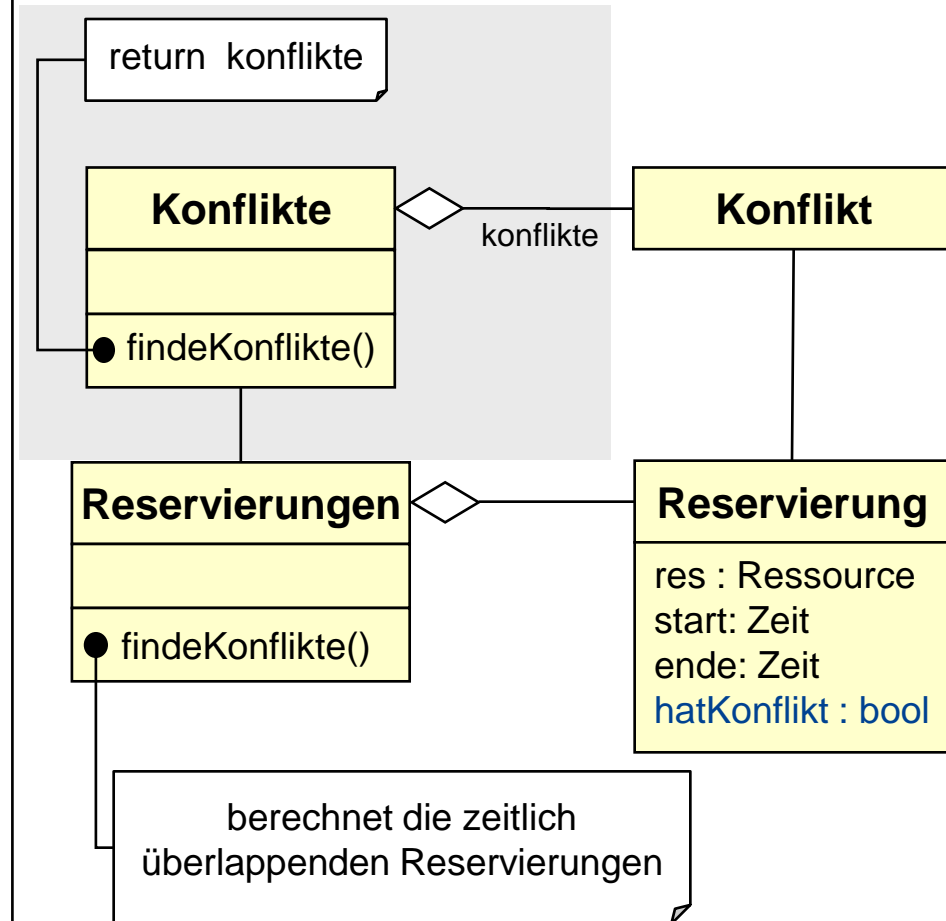 return konflikte
Konflikte
Konflikt
konflikte
findeKonflikte()
Reservierungen
Reservierung
res : Ressource
start: Zeit
ende: Zeit
hatKonflikt : bool
findeKonflikte()
berechnet die zeitlich
überlappenden Reservierungen